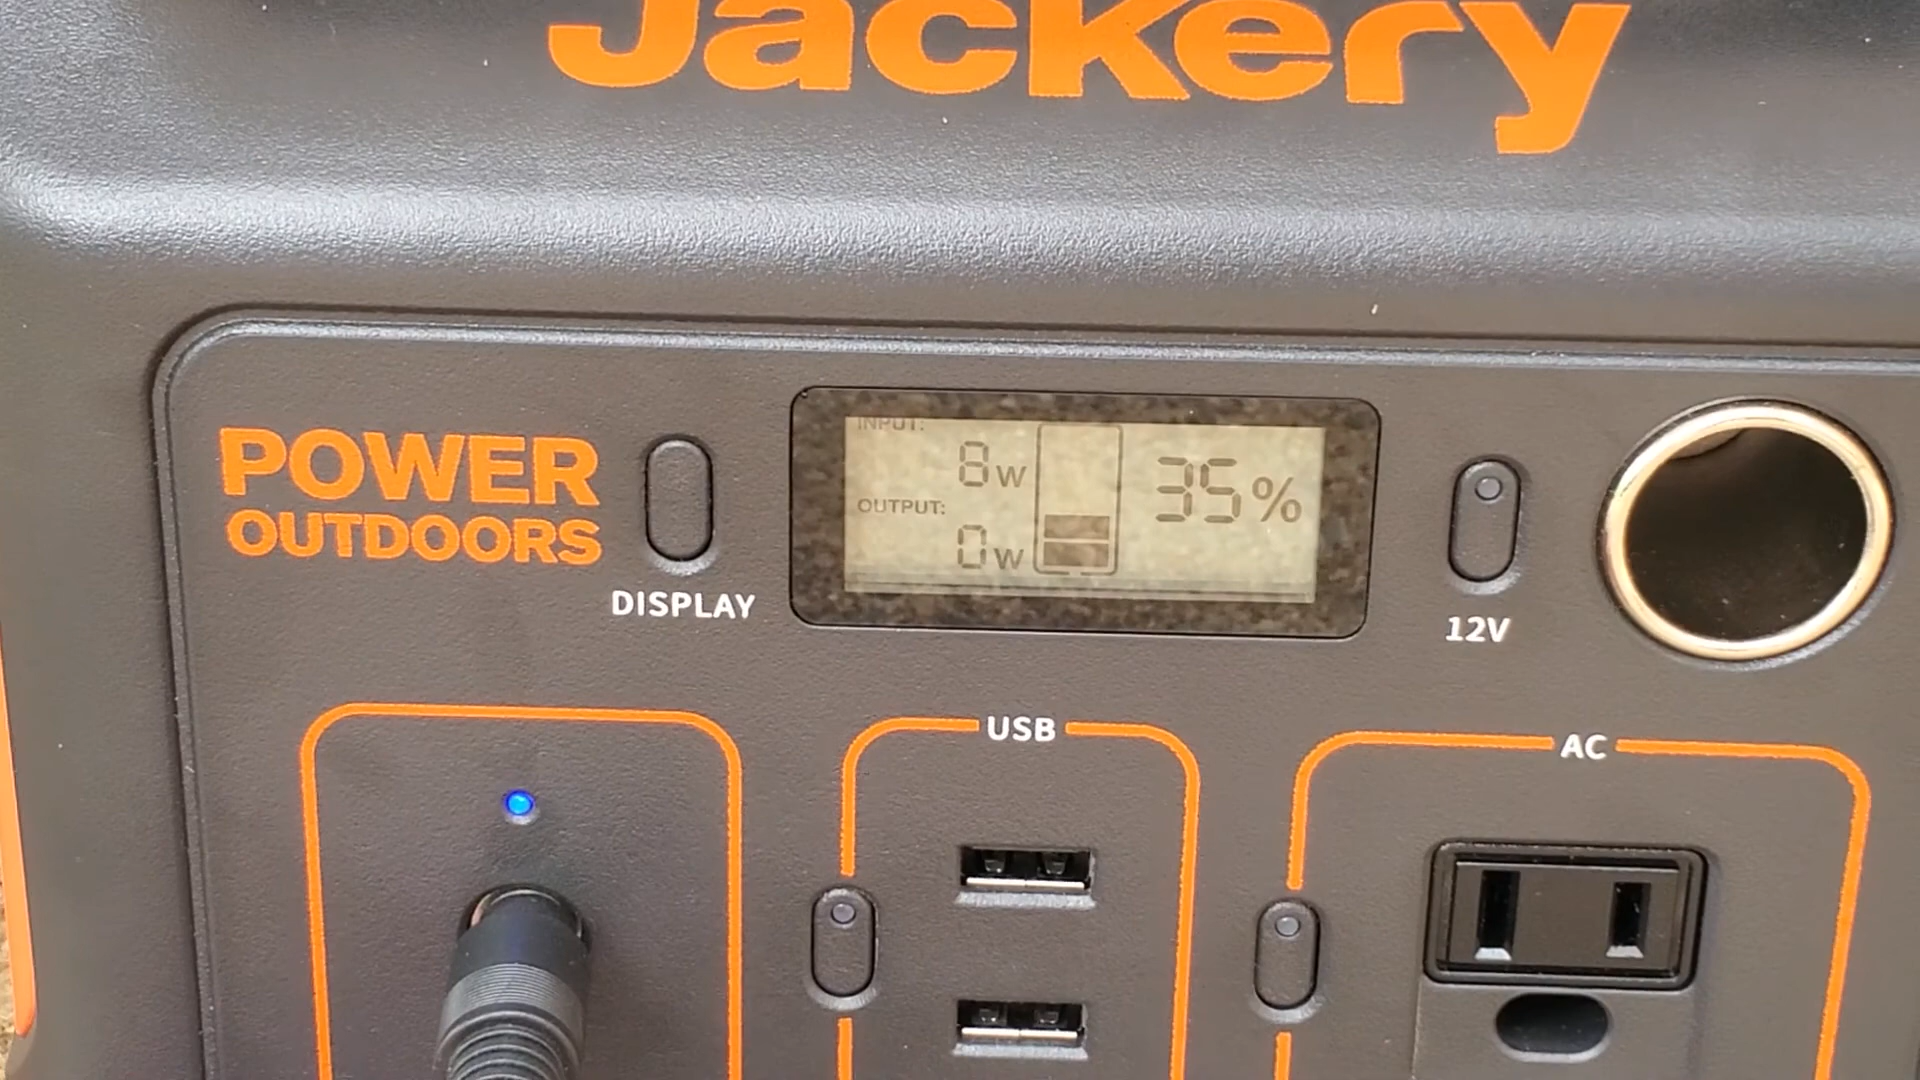 Jackery
POWER
OUTDOORS
DISPLAY
INPUT:
8W
OUTPUT:
0W
35%
12V
USB
AC